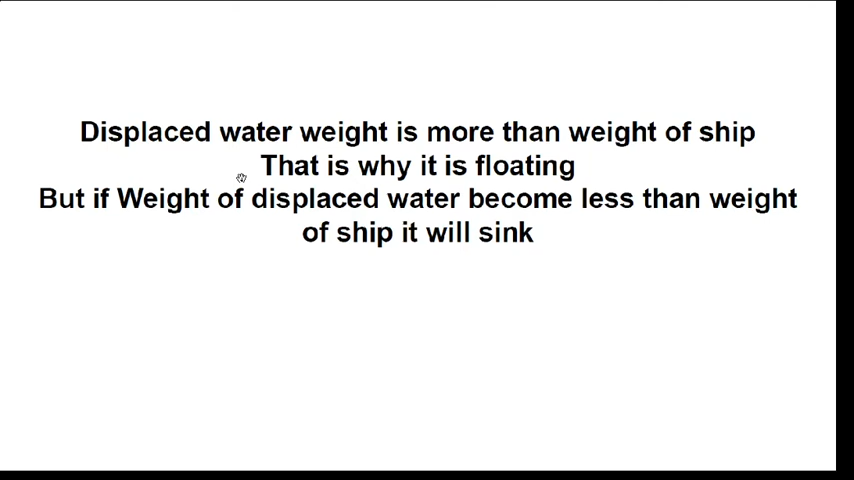 Displaced water weight is more than weight of ship
That is why it is floating
But if Weight of displaced water become less than weight
of ship it will sink